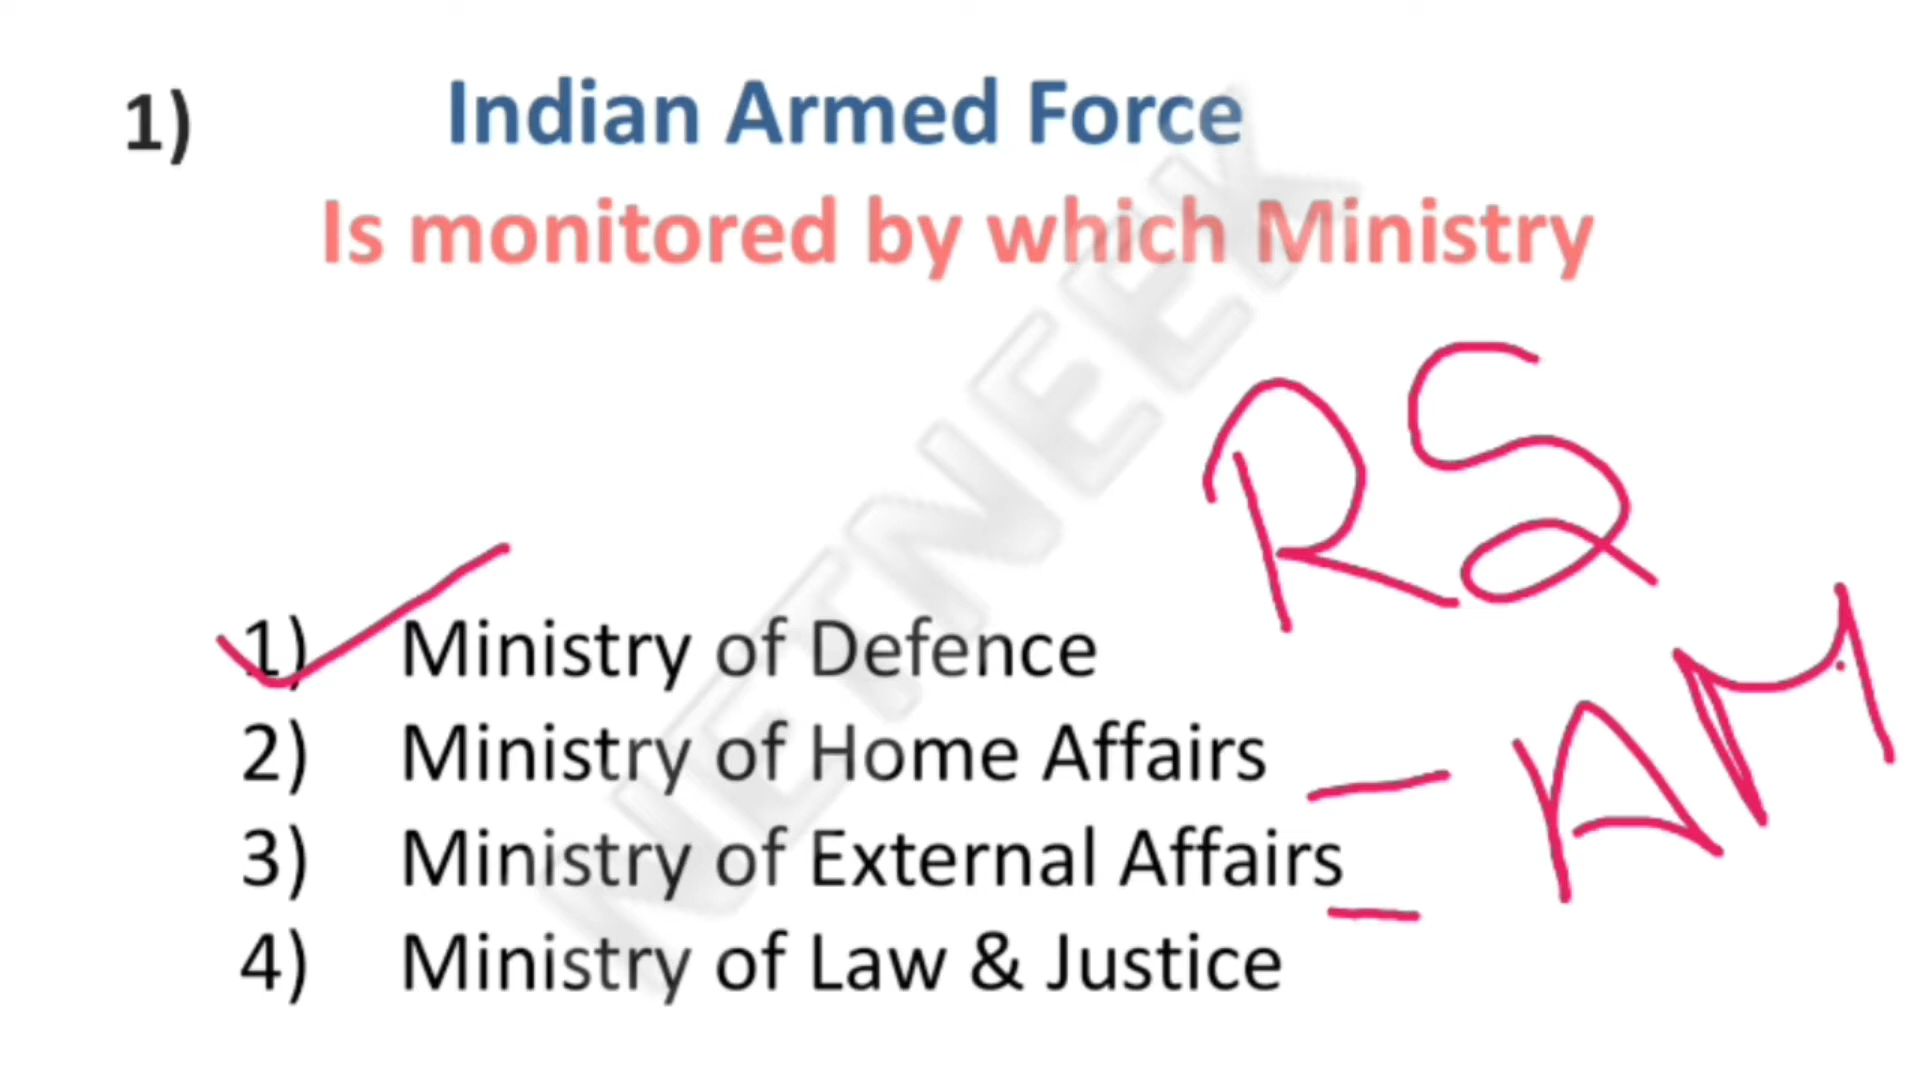 1) Indian Armed Force
Is monitored by which Ministry
RS
1) Ministry of Defence
2) Ministry of Home Affairs – AM
3) Ministry of External Affairs –
4) Ministry of Law & Justice
NETNEEK